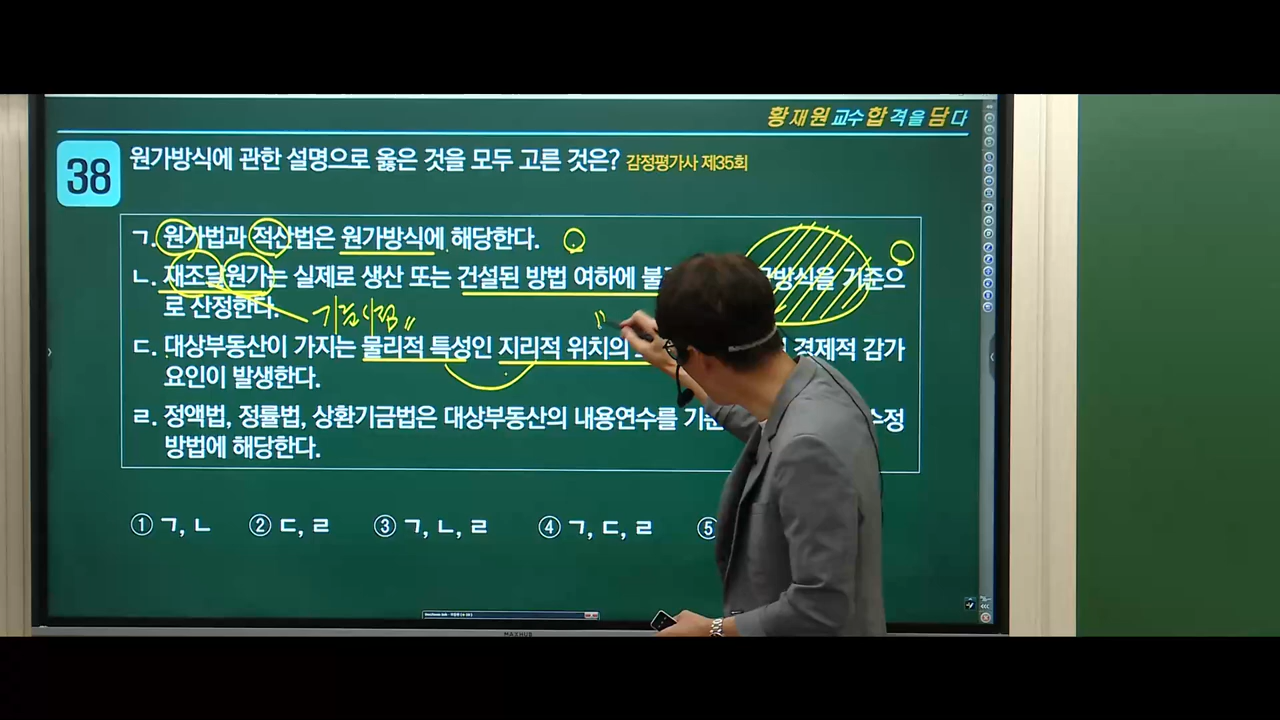 황재원 교수 합격을 담다
38 원가방식에 관한 설명으로 옳은 것을 모두 고른 것은? 감정평가사 제35회
ㄱ. 원가법과 적산법은 원가방식에 해당한다.
ㄴ. 재조달원가는 실제로 생산 또는 건설된 방법 여하에 불 방식을 기준으
로 산정한다.
기준시점
ㄷ. 대상부동산이 가지는 물리적 특성인 지리적 위치의 경제적 감가
요인이 발생한다.
ㄹ. 정액법, 정률법, 상환기금법은 대상부동산의 내용연수를 기준 수정
방법에 해당한다.
① ㄱ, ㄴ ② ㄷ, ㄹ ③ ㄱ, ㄴ, ㄹ ④ ㄱ, ㄷ, ㄹ ⑤
MAXHUB